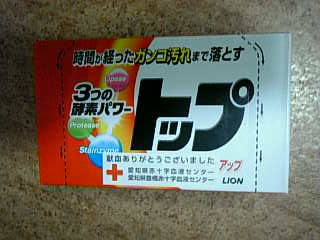 時間が経ったガンコ汚れまで落とす
3つの
酵素パワー
Lipase
Protease
Stainzyme
トップ
献血ありがとうございました
アップ
愛知県赤十字血液センター
愛知県豊橋赤十字血液センター
LION